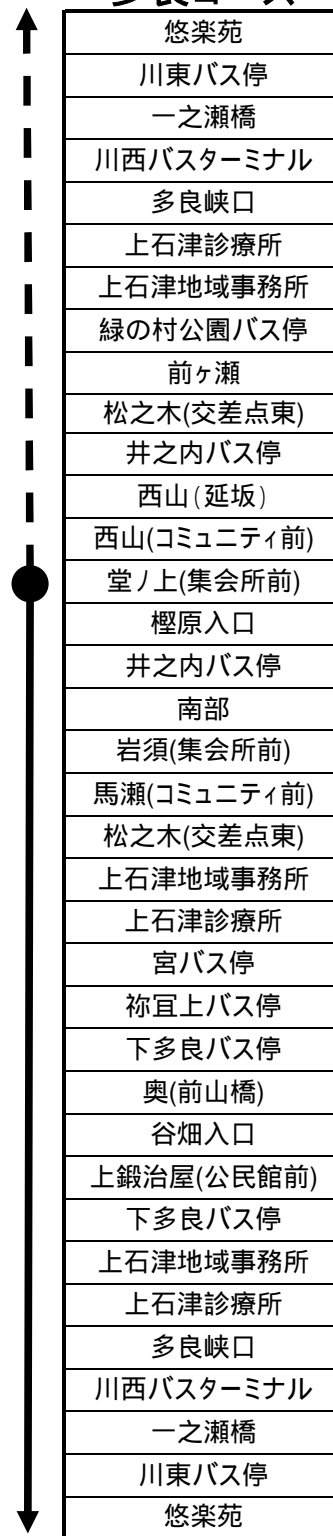 悠楽苑
川東バス停
一之瀬橋
川西バスターミナル
多良峡口
上石津診療所
上石津地域事務所
緑の村公園バス停
前ヶ瀬
松之木(交差点東)
井之内バス停
西山(延坂)
西山(コミュニティ前)
堂ノ上(集会所前)
樫原入口
井之内バス停
南部
岩須(集会所前)
馬瀬(コミュニティ前)
松之木(交差点東)
上石津地域事務所
上石津診療所
宮バス停
祢冝上バス停
下多良バス停
奥(前山橋)
谷畑入口
上鍛治屋(公民館前)
下多良バス停
上石津地域事務所
上石津診療所
多良峡口
川西バスターミナル
一之瀬橋
川東バス停
悠楽苑